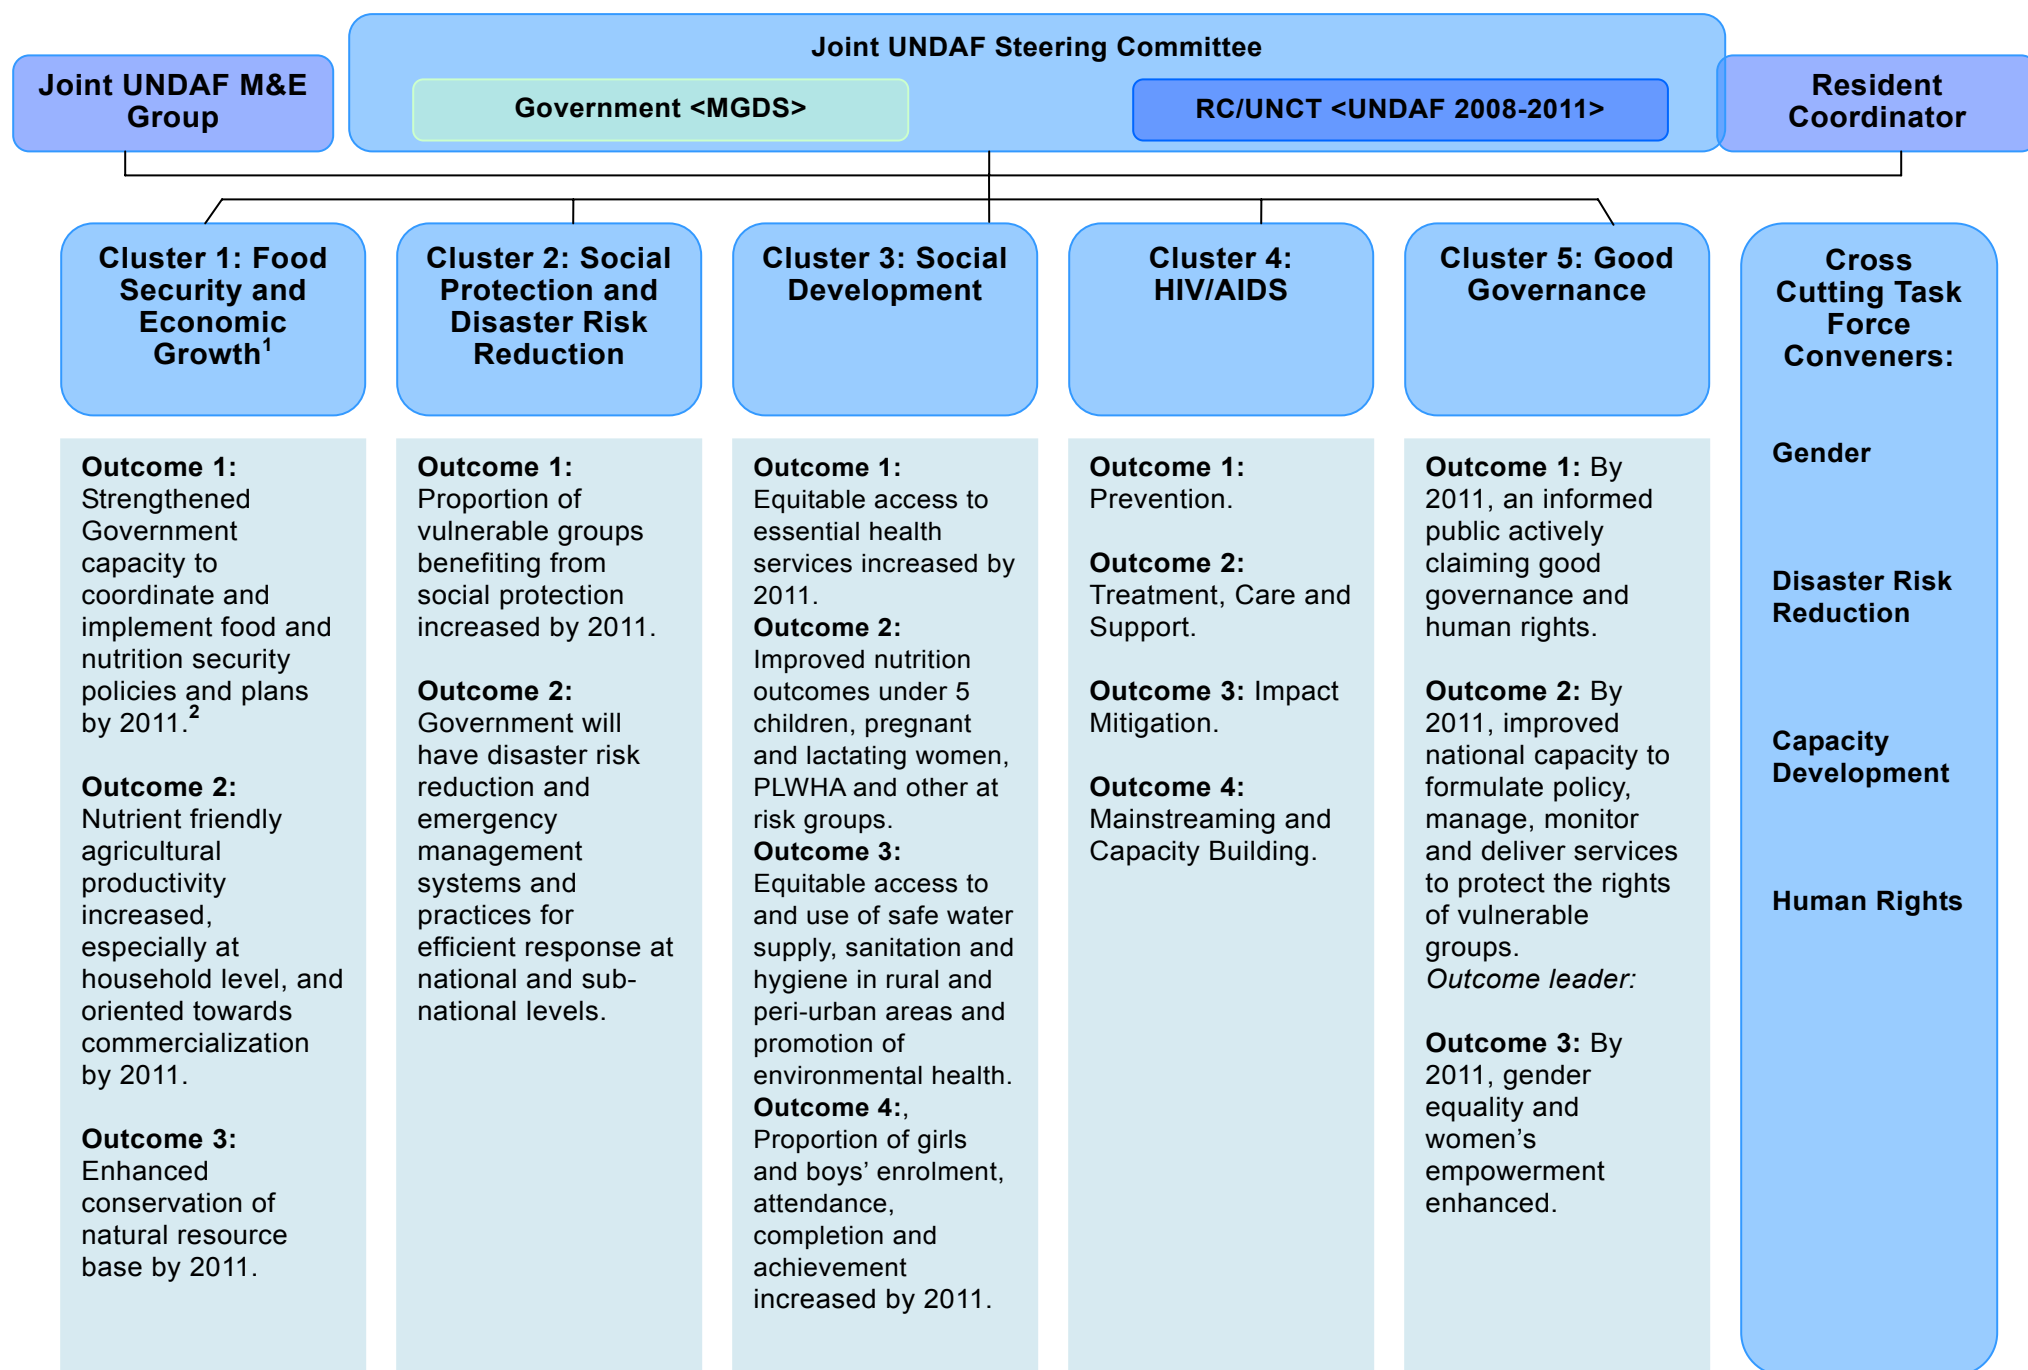 Joint UNDAF Steering Committee
Joint UNDAF M&E
Group
Government <MGDS>
RC/UNCT <UNDAF 2008-2011>
Resident
Coordinator
Cluster 1: Food
Security and
Economic
Growth1
Cluster 2: Social
Protection and
Disaster Risk
Reduction
Cluster 3: Social
Development
Cluster 4:
HIV/AIDS
Cluster 5: Good
Governance
Cross
Cutting Task
Force
Conveners:
Gender
Disaster Risk
Reduction
Capacity
Development
Human Rights
Outcome 1:
Strengthened
Government
capacity to
coordinate and
implement food and
nutrition security
policies and plans
by 2011.2
Outcome 2:
Nutrient friendly
agricultural
productivity
increased,
especially at
household level, and
oriented towards
commercialization
by 2011.
Outcome 3:
Enhanced
conservation of
natural resource
base by 2011.
Outcome 1:
Proportion of
vulnerable groups
benefiting from
social protection
increased by 2011.
Outcome 2:
Government will
have disaster risk
reduction and
emergency
management
systems and
practices for
efficient response at
national and sub-
national levels.
Outcome 1:
Equitable access to
essential health
services increased by
2011.
Outcome 2:
Improved nutrition
outcomes under 5
children, pregnant
and lactating women,
PLWHA and other at
risk groups.
Outcome 3:
Equitable access to
and use of safe water
supply, sanitation and
hygiene in rural and
peri-urban areas and
promotion of
environmental health.
Outcome 4:,
Proportion of girls
and boys’ enrolment,
attendance,
completion and
achievement
increased by 2011.
Outcome 1:
Prevention.
Outcome 2:
Treatment, Care and
Support.
Outcome 3: Impact
Mitigation.
Outcome 4:
Mainstreaming and
Capacity Building.
Outcome 1: By
2011, an informed
public actively
claiming good
governance and
human rights.
Outcome 2: By
2011, improved
national capacity to
formulate policy,
manage, monitor
and deliver services
to protect the rights
of vulnerable
groups.
Outcome leader:
Outcome 3: By
2011, gender
equality and
women’s
empowerment
enhanced.